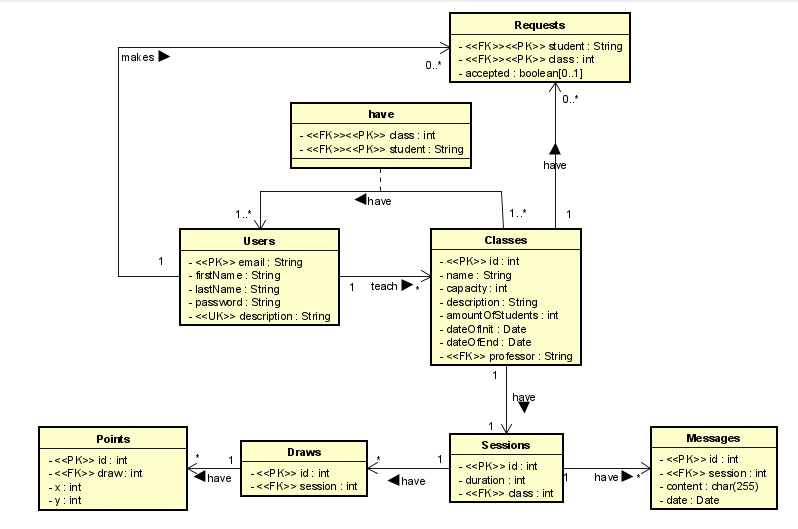 Requests
- <<FK>><<PK>> student : String
- <<FK>><<PK>> class : int
- accepted : boolean[0..1]
makes
0..*
0..*
have
- <<FK>><<PK>> class : int
- <<FK>><<PK>> student : String
have
have
1..*
1..*
1
Users
- <<PK>> email : String
- firstName : String
- lastName : String
- password : String
- <<UK>> description : String
1
1
teach
*
Classes
- <<PK>> id : int
- name : String
- capacity : int
- description : String
- amountOfStudents : int
- dateOfInit : Date
- dateOfEnd : Date
- <<FK>> professor : String
1
have
1
Points
- <<PK>> id : int
- <<FK>> draw : int
- x : int
- y : int
*
1
have
Draws
- <<PK>> id : int
- <<FK>> session : int
*
1
have
Sessions
- <<PK>> id : int
- duration : int
- <<FK>> class : int
1
have
*
Messages
- <<PK>> id : int
- <<FK>> session : int
- content : char(255)
- date : Date